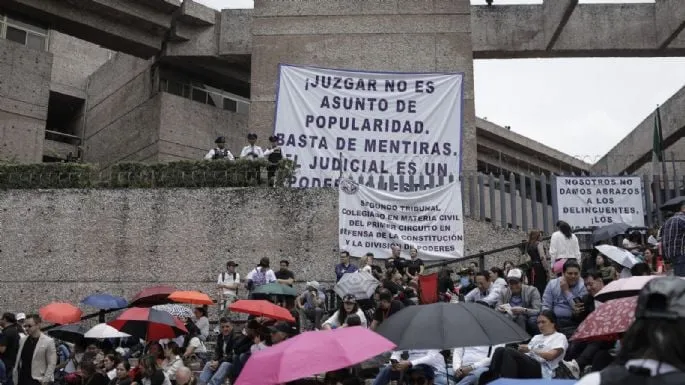 ¡JUZGAR NO ES
ASUNTO DE
POPULARIDAD.
BASTA DE MENTIRAS.
EL JUDICIAL ES UN
SEGUNDO TRIBUNAL
COLEGIADO EN MATERIA CIVIL
DEL PRIMER CIRCUITO EN
DEFENSA DE LA CONSTITUCIÓN
Y LA DIVISIÓN DE PODERES
NOSOTROS NO
DAMOS ABRAZOS A
LOS DELINCUENTES.
¡LOS